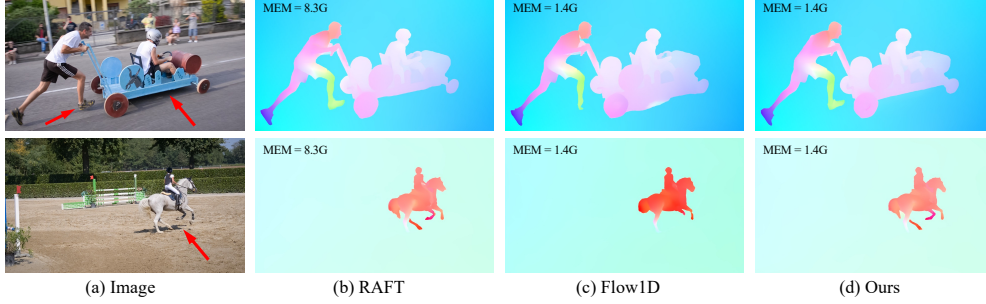 MEM = 8.3G
MEM = 1.4G
MEM = 1.4G
MEM = 8.3G
MEM = 1.4G
MEM = 1.4G
(a) Image
(b) RAFT
(c) Flow1D
(d) Ours